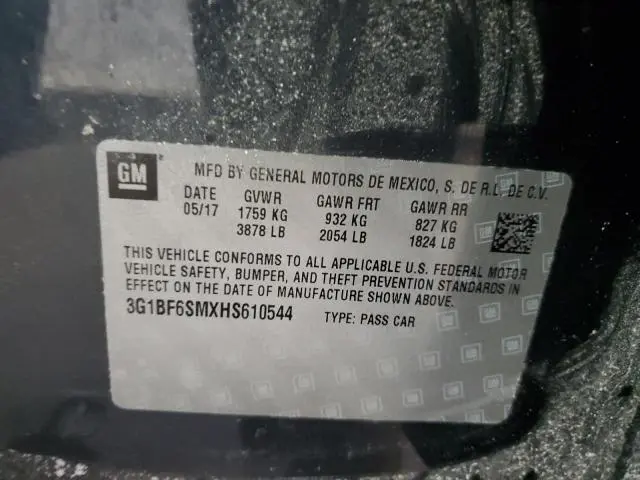 GM
MFD BY GENERAL MOTORS DE MEXICO, S. DE R.L. DE C.V.
DATE GVWR GAWR FRT GAWR RR
05/17 1759 KG 932 KG 827 KG
3878 LB 2054 LB 1824 LB
THIS VEHICLE CONFORMS TO ALL APPLICABLE U.S. FEDERAL MOTOR
VEHICLE SAFETY, BUMPER, AND THEFT PREVENTION STANDARDS IN
EFFECT ON THE DATE OF MANUFACTURE SHOWN ABOVE.
3G1BF6SMXHS610544 TYPE: PASS CAR